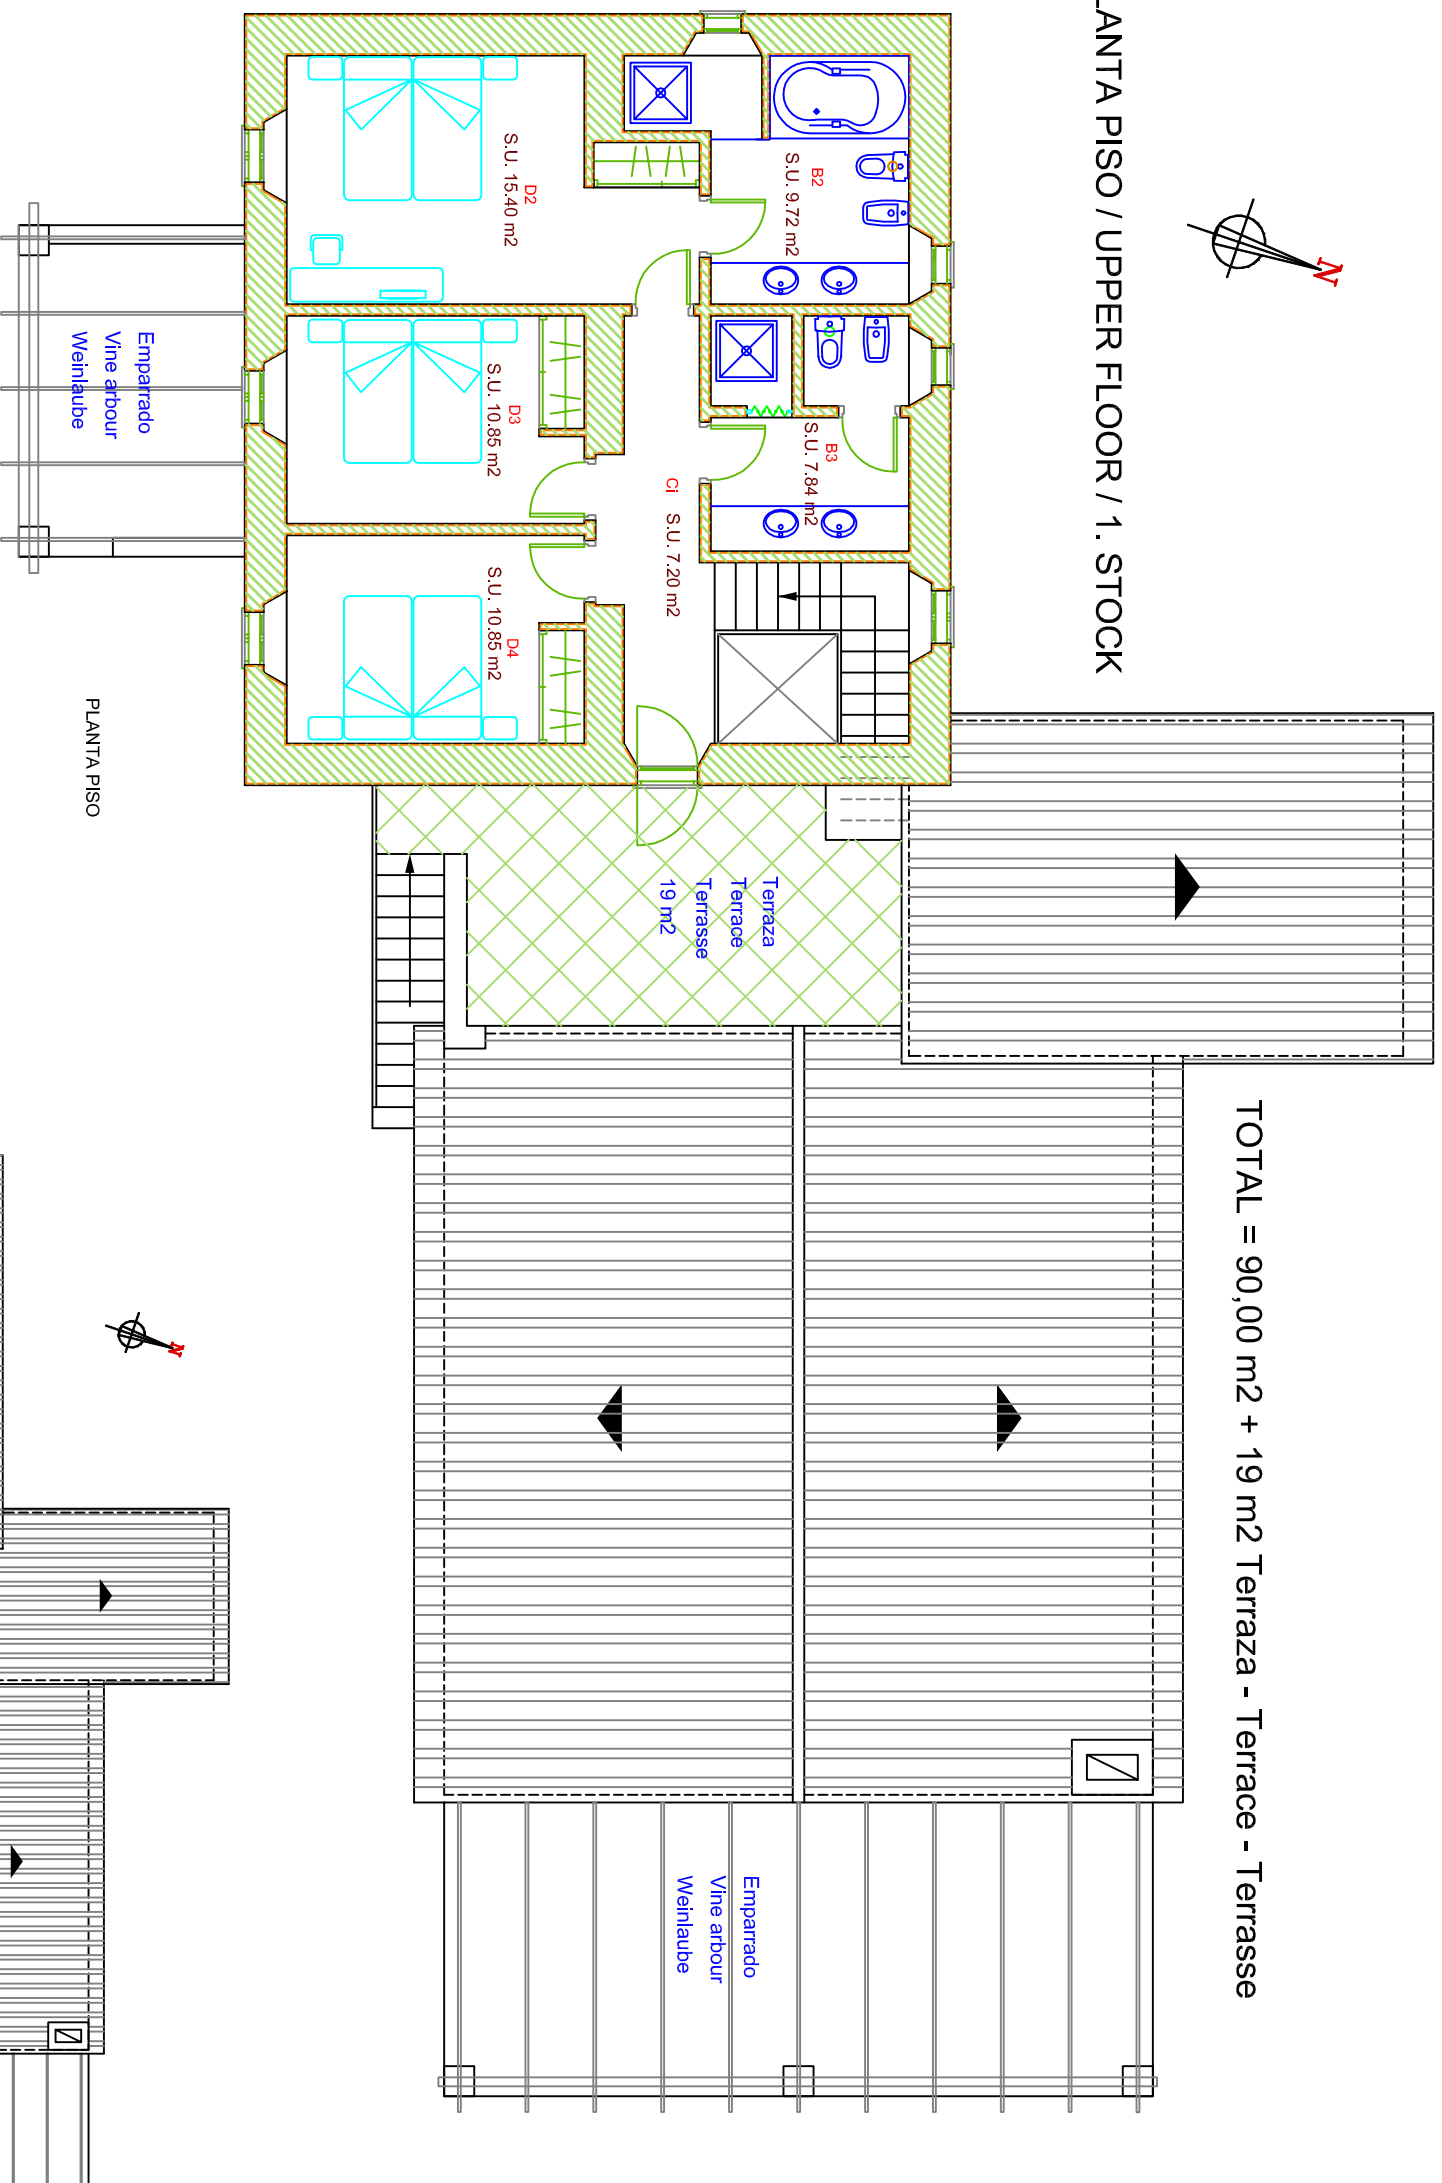 LANTA PISO / UPPER FLOOR / 1. STOCK
N
TOTAL = 90,00 m2 + 19 m2 Terraza - Terrace - Terrasse
B2
S.U. 9.72 m2
B3
S.U. 7.84 m2
Ci S.U. 7.20 m2
D2
S.U. 15.40 m2
D3
S.U. 10.85 m2
D4
S.U. 10.85 m2
Terraza
Terrace
Terrasse
19 m2
Emparrado
Vine arbour
Weinlaube
Emparrado
Vine arbour
Weinlaube
PLANTA PISO
N